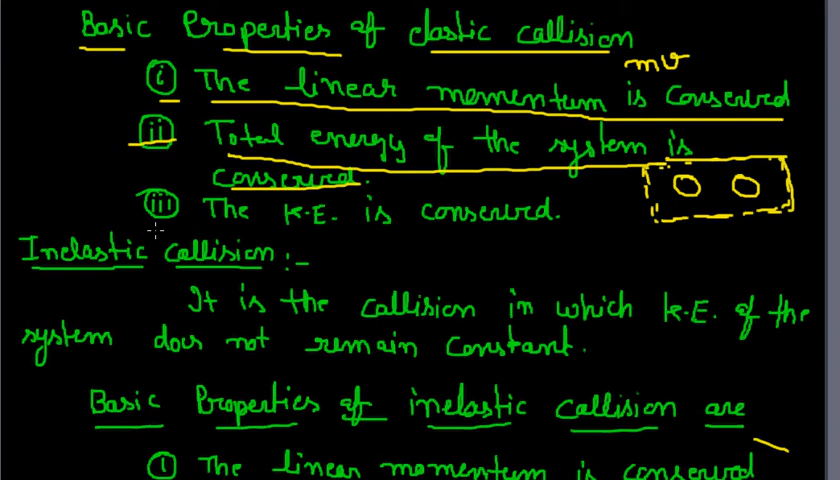 Basic Properties of elastic collision
mv
(i) The linear momentum is conserved
(ii) Total energy of the system is
conserved.
(iii) The K.E. is conserved.
Inelastic Collision :-
It is the collision in which K.E. of the
system does not remain constant.
Basic Properties of inelastic collision are
(1) The linear momentum is conserved